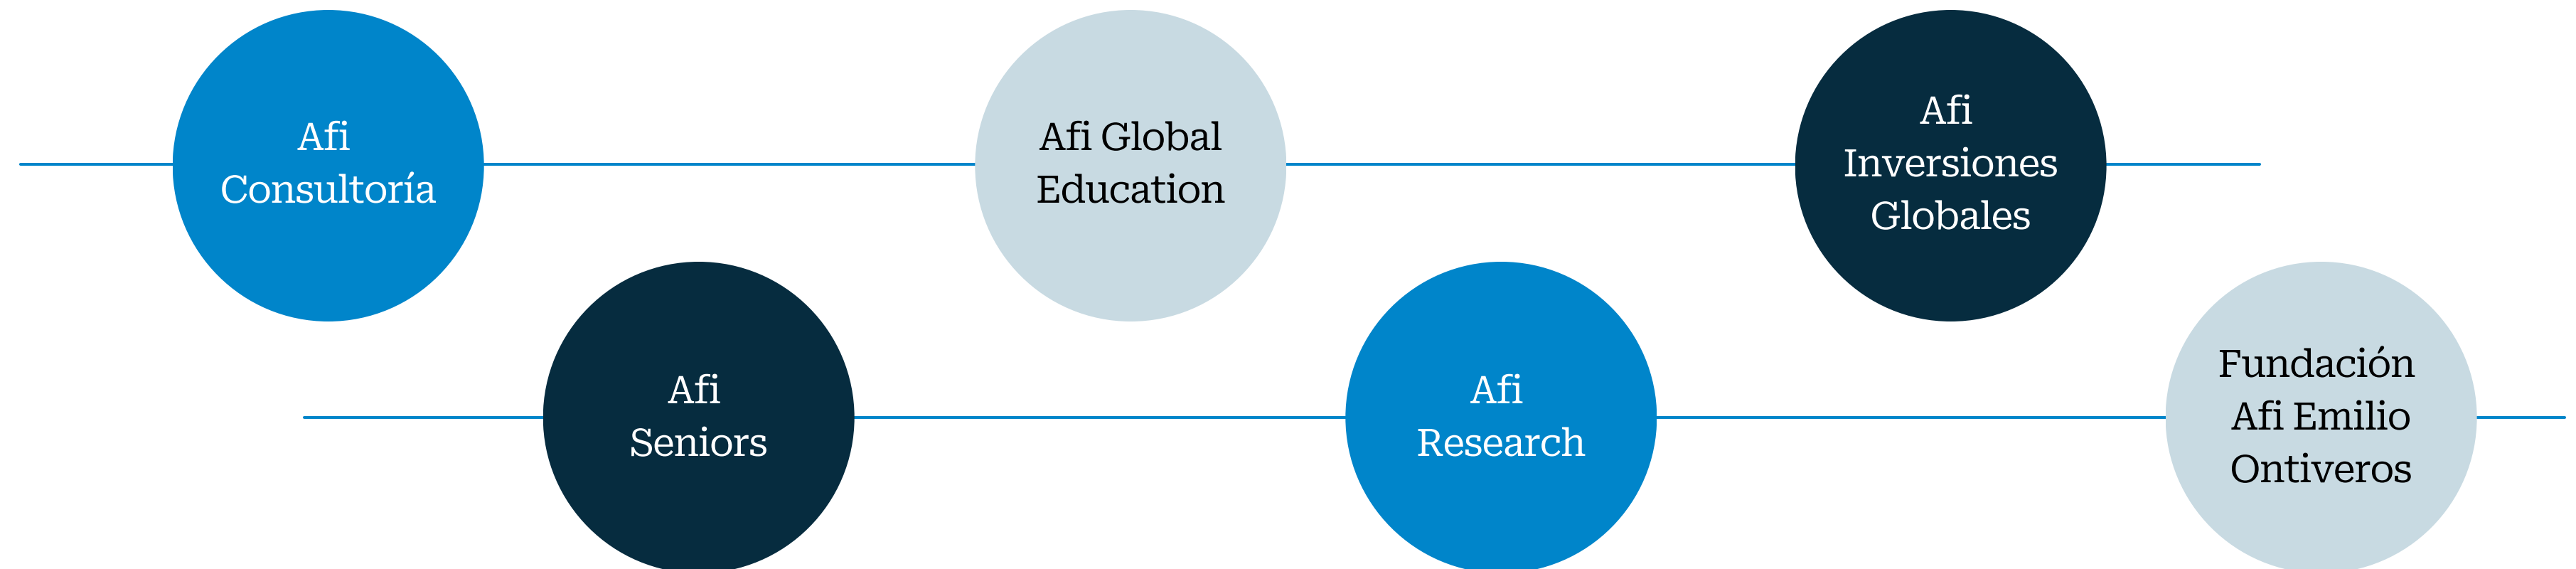 Afi
Consultoría
Afi Global
Education
Afi
Inversiones
Globales
Afi
Seniors
Afi
Research
Fundación
Afi Emilio
Ontiveros